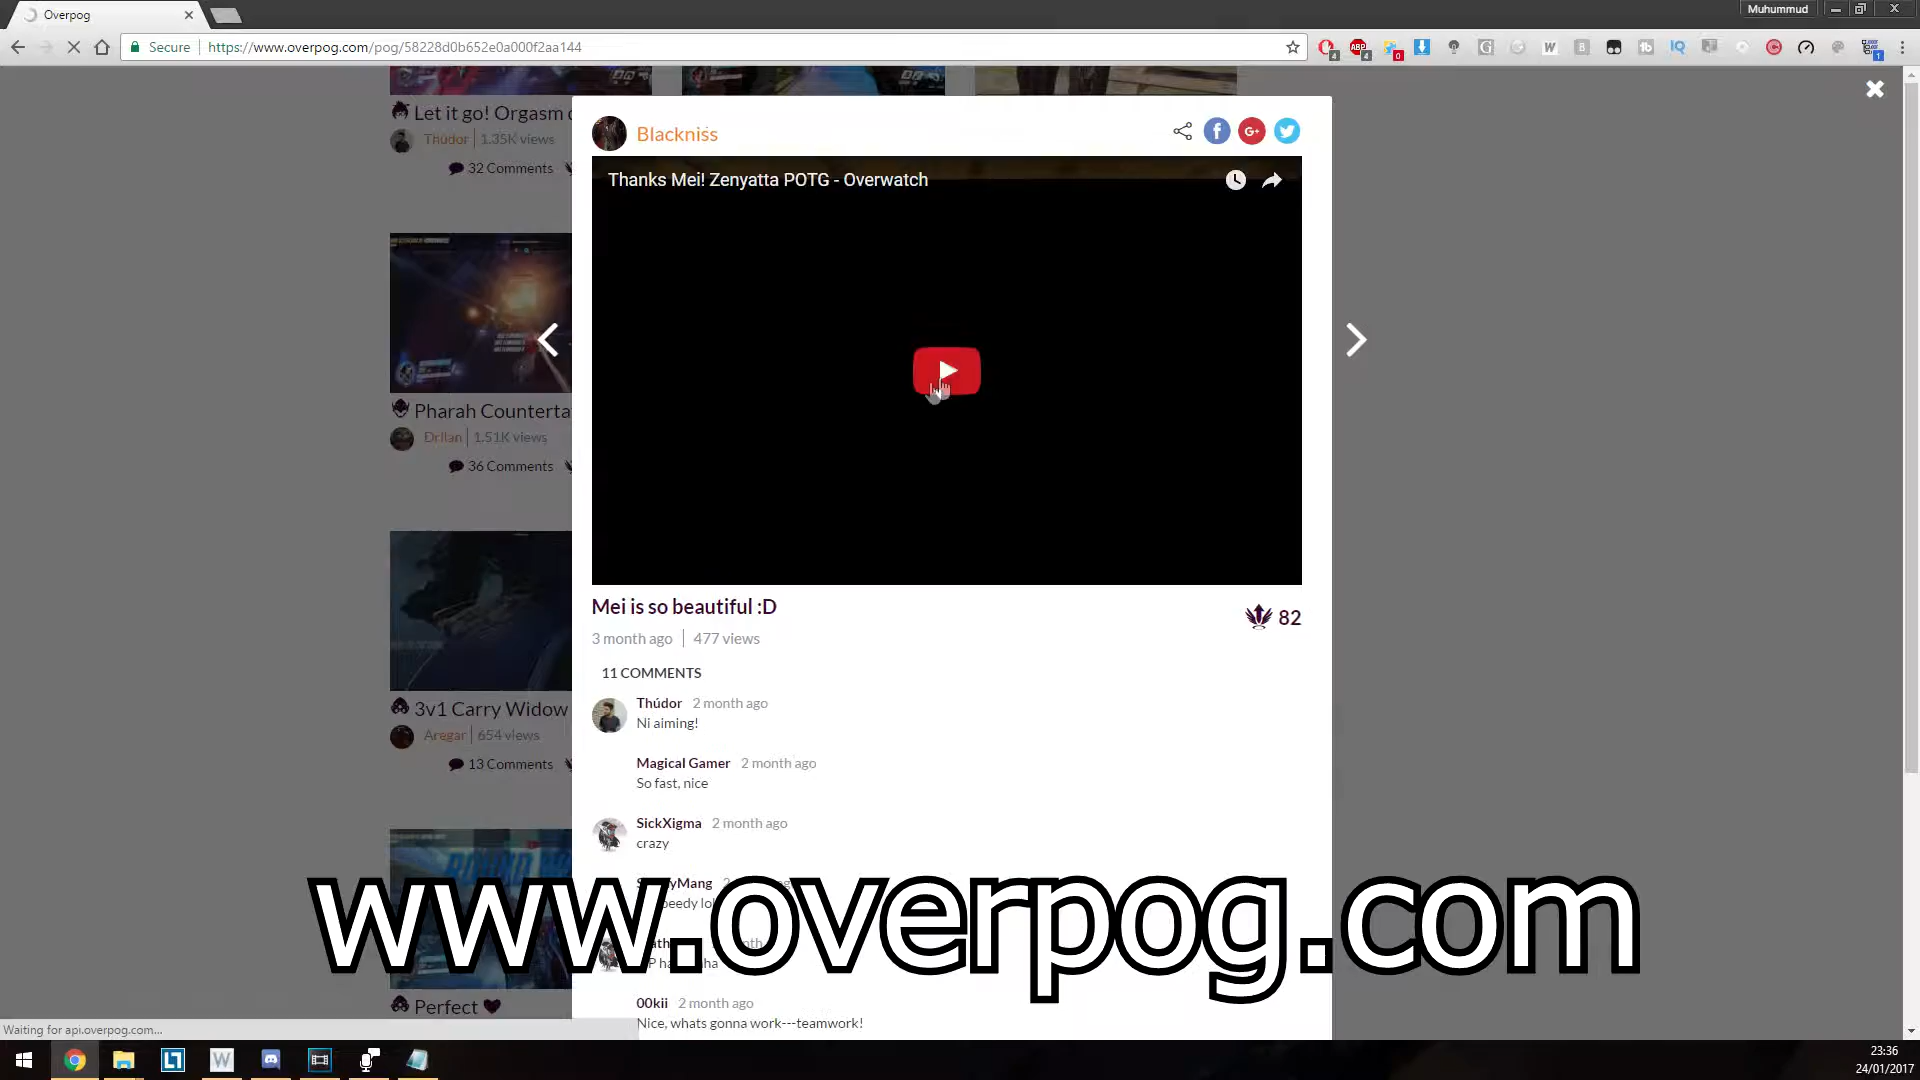 Overpog
Muhummud
Secure
https://www.overpog.com/pog/58228d0b652e0a000f2aa144
Let it go! Orgasm
Thúdor
1.35K views
32 Comments
Blackniss
Thanks Mei! Zenyatta POTG - Overwatch
Pharah
Drllan
1.51K views
36 Comments
Mei is so beautiful :D
82
3 month ago
477 views
11 COMMENTS
Thúdor 2 month ago
Ni aiming!
3v1 Carry Widow
Aregar
654 views
13 Comments
Magical Gamer 2 month ago
So fast, nice
SickXigma 2 month ago
crazy
www.overpog.com
Perfect
00kii 2 month ago
Nice, whats gonna work---teamwork!
Waiting for api.overpog.com...
23:36
24/01/2017